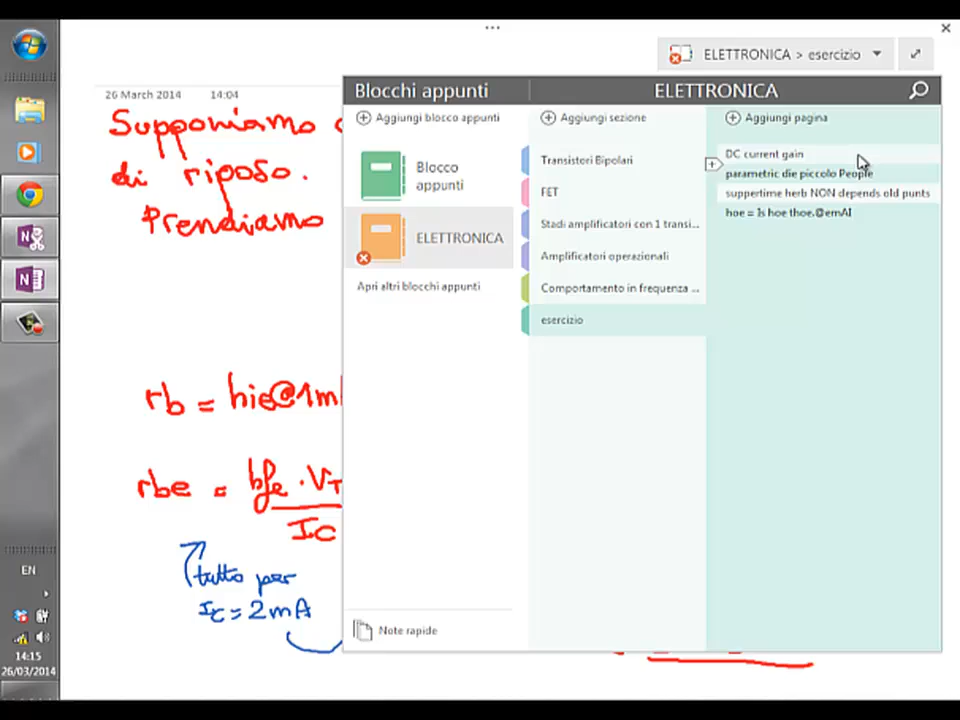 ELETTRONICA > esercizio
26 March 2014 14:04
Supponiamo
di riposo.
Prendiamo
rb = hie@1m
rbe = hfe · VT
IC
tutto per
IC = 2mA
Blocchi appunti
Aggiungi blocco appunti
Blocco
appunti
ELETTRONICA
Apri altri blocchi appunti
Note rapide
ELETTRONICA
Aggiungi sezione
Transistori Bipolari
FET
Stadi amplificatori con 1 transi...
Amplificatori operazionali
Comportamento in frequenza ...
esercizio
Aggiungi pagina
DC current gain
parametric die piccolo People
suppertime herb NON depends old punts
hoe = 1s hoe thoe.@emAI
EN
14:15
26/03/2014